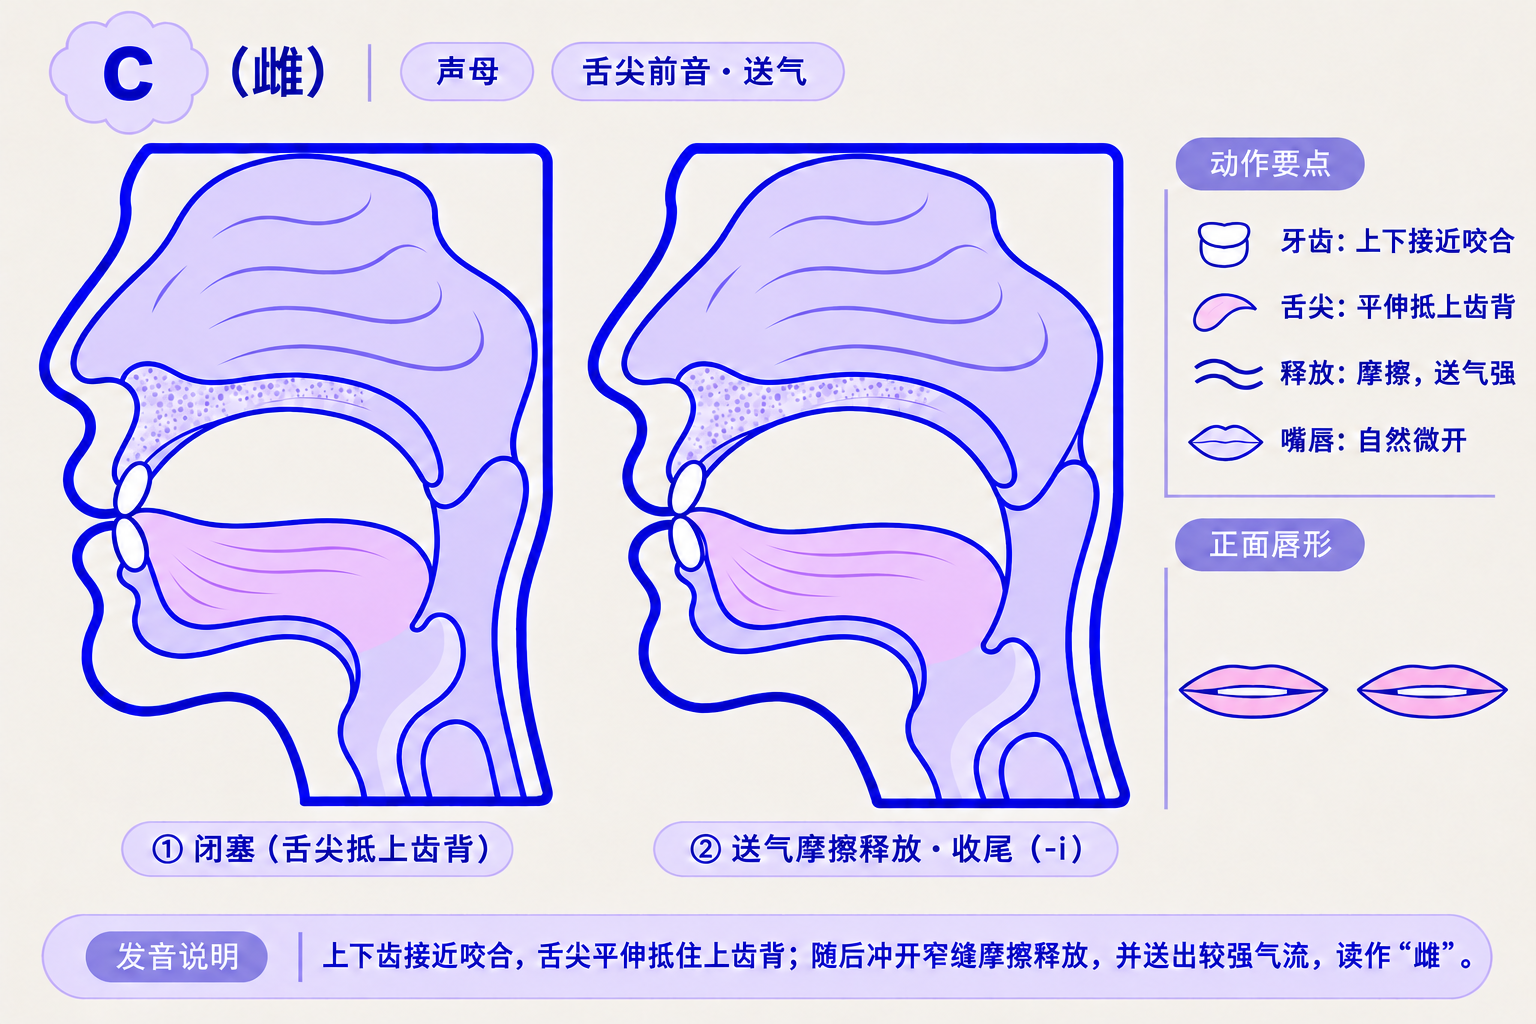 C （雌） 声母 舌尖前音·送气
动作要点
牙齿：上下接近咬合
舌尖：平伸抵上齿背
释放：摩擦，送气强
嘴唇：自然微开
正面唇形
① 闭塞（舌尖抵上齿背）
② 送气摩擦释放·收尾（-i）
发音说明 上下齿接近咬合，舌尖平伸抵住上齿背；随后冲开窄缝摩擦释放，并送出较强气流，读作“雌”。